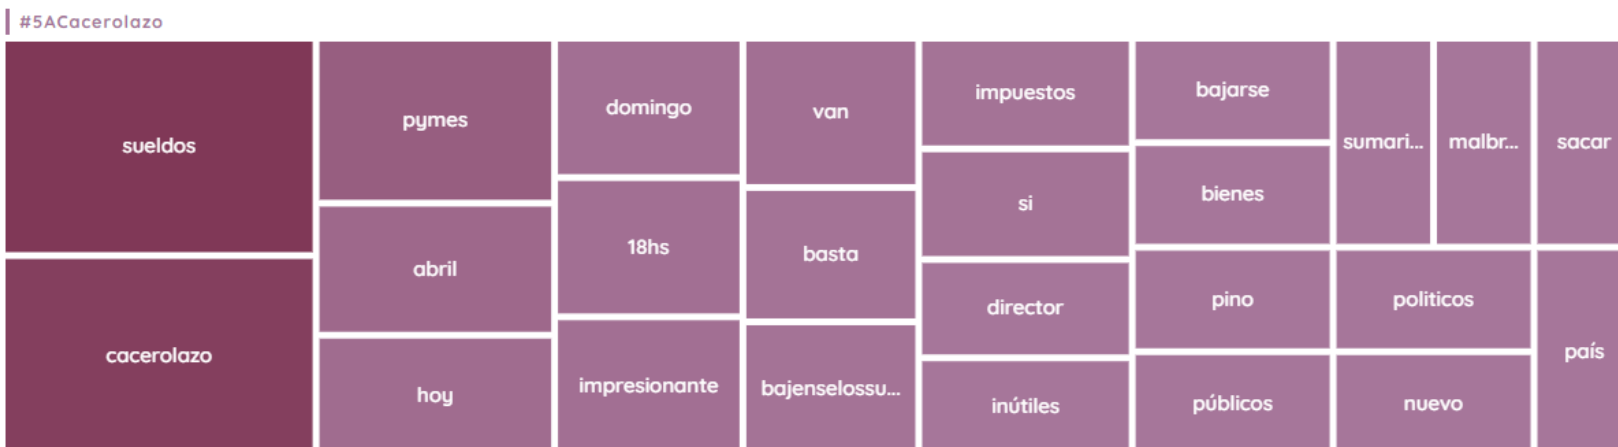 #5ACacerolazo
sueldos
cacerolazo
pymes
abril
hoy
domingo
18hs
impresionante
van
basta
bajenselossu...
impuestos
si
director
inútiles
bajarse
bienes
pino
públicos
sumari...
malbr...
politicos
nuevo
sacar
país